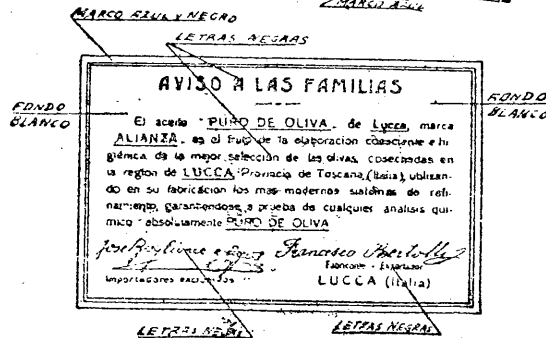 MARCO AZUL Y NEGRO
MARCO AZUL
LETRAS NEGRAS
AVISO A LAS FAMILIAS
FONDO BLANCO
FONDO BLANCO
El aceite "PURO DE OLIVA" de Lucca, marca
ALIANZA, es el fruto de la elaboración consciente e hi-
giénica de la mejor selección de las olivas, cosechadas en
la región de LUCCA, Provincia de Toscana, (Italia), utilizan-
do en su fabricación los más modernos sistemas de refi-
namiento, garantiéndose a prueba de cualquier análisis quí-
mico "absolutamente PURO DE OLIVA"
José Francesco Bertolli
Fabricante - Exportador
Importadores exclusivos LUCCA (Italia)
LETRAS NEGRAS
LETRAS NEGRAS